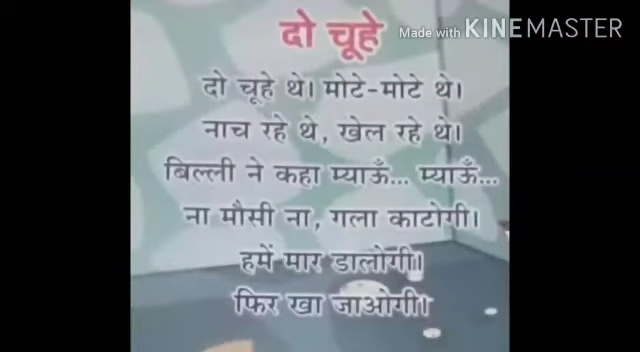 दो चूहे
Made with KINEMASTER
दो चूहे थे। मोटे-मोटे थे।
नाच रहे थे, खेल रहे थे।
बिल्ली ने कहा म्याऊँ... म्याऊँ...
ना मौसी ना, गला काटोगी।
हमें मार डालोगी।
फिर खा जाओगी।